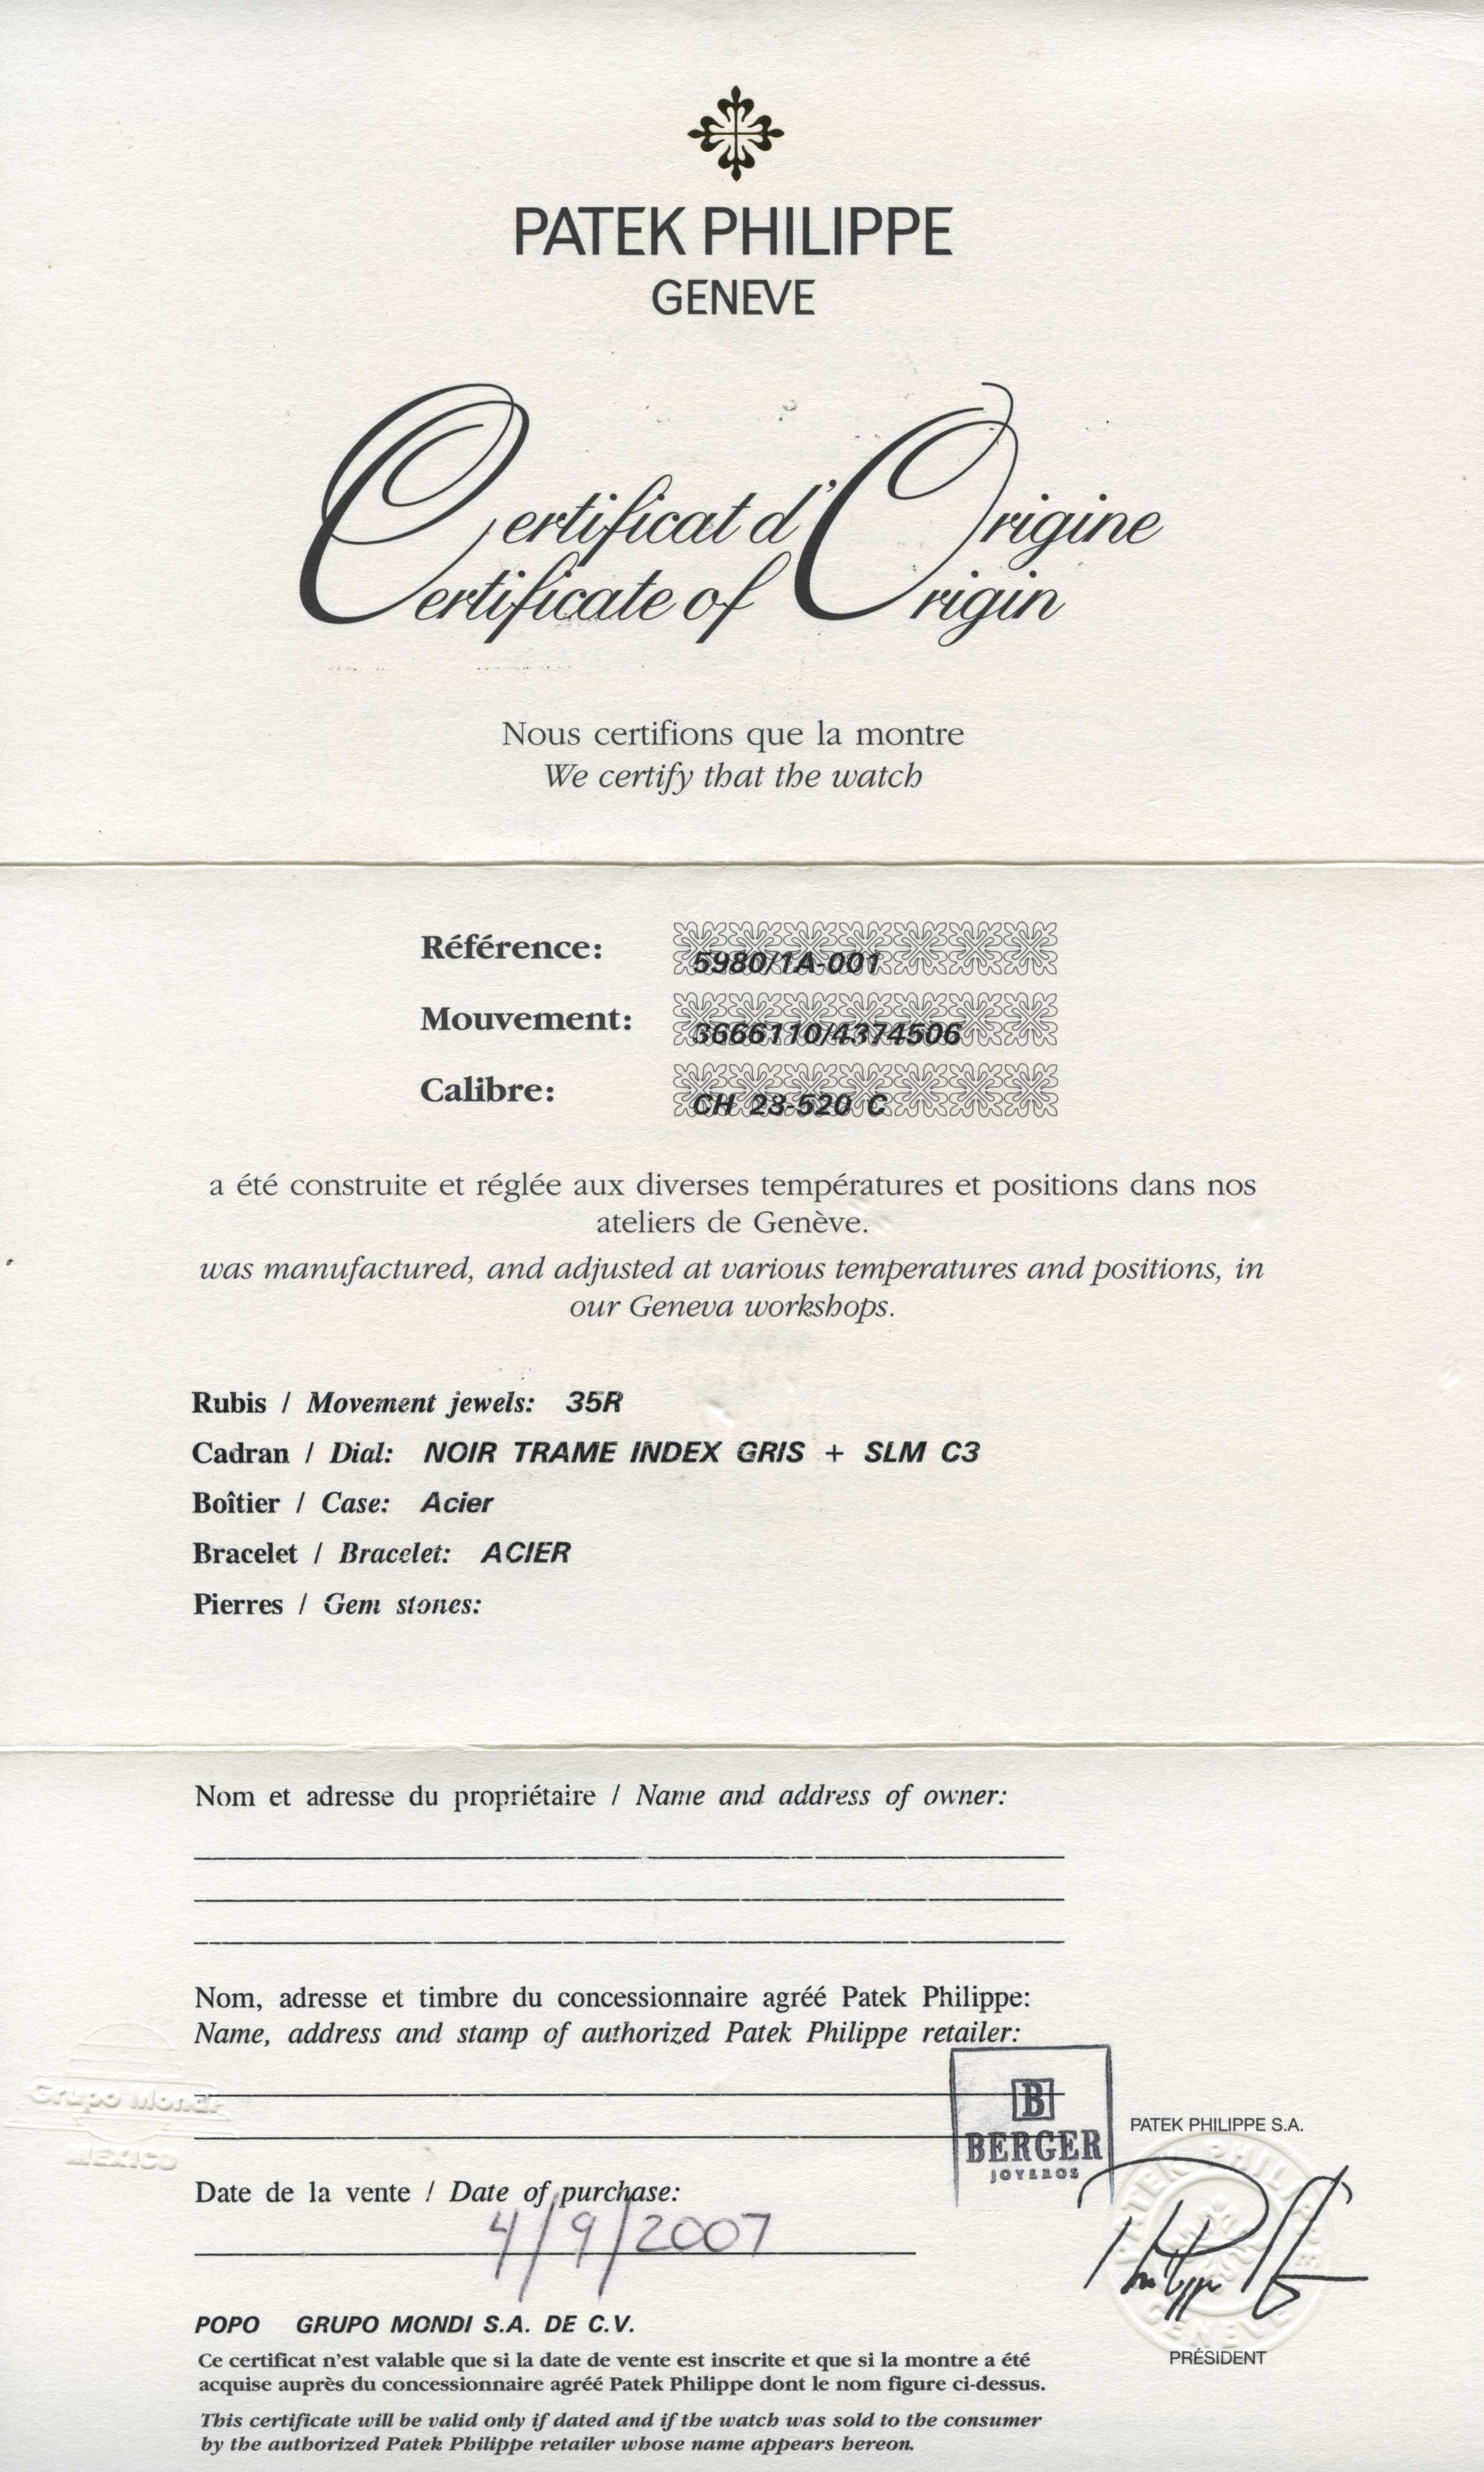 PATEK PHILIPPE
GENEVE
Certificat d'Origine
Certificate of Origin
Nous certifions que la montre
We certify that the watch
Référence: 5980/1A-001
Mouvement: 3666110/4374506
Calibre: CH 28-520 C
a été construite et réglée aux diverses températures et positions dans nos
ateliers de Genève.
was manufactured, and adjusted at various temperatures and positions, in
our Geneva workshops.
Rubis / Movement jewels: 35R
Cadran / Dial: NOIR TRAME INDEX GRIS + SLM C3
Boîtier / Case: Acier
Bracelet / Bracelet: ACIER
Pierres / Gem stones:
Nom et adresse du propriétaire / Name and address of owner:
Nom, adresse et timbre du concessionnaire agréé Patek Philippe:
Name, address and stamp of authorized Patek Philippe retailer:
Grupo Mondi
MEXICO
B
BERGER
JOYEROS
PATEK PHILIPPE S.A.
PATEK PHILIPPE
GENEVE
Date de la vente / Date of purchase:
4/9/2007
POPO GRUPO MONDI S.A. DE C.V.
PRÉSIDENT
Ce certificat n'est valable que si la date de vente est inscrite et que si la montre a été
acquise auprès du concessionnaire agréé Patek Philippe dont le nom figure ci-dessus.
This certificate will be valid only if dated and if the watch was sold to the consumer
by the authorized Patek Philippe retailer whose name appears hereon.